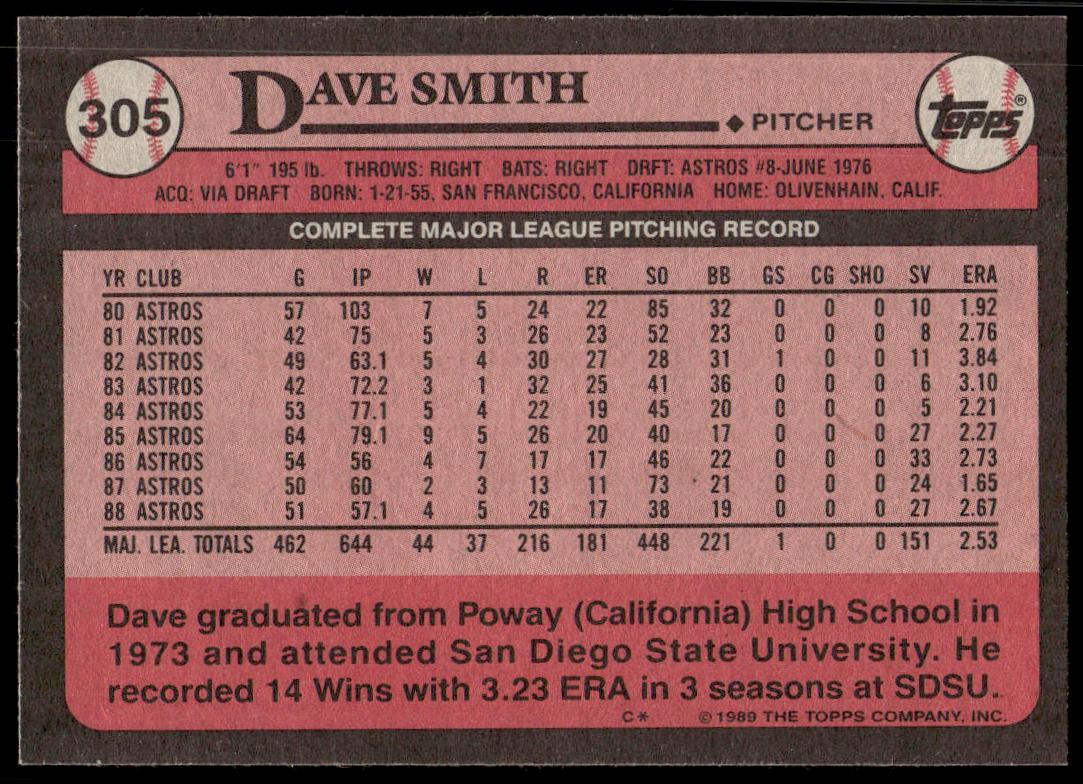 305
DAVE SMITH
◆ PITCHER
TOPPS®
6'1" 195 lb. THROWS: RIGHT BATS: RIGHT DRFT: ASTROS #8-JUNE 1976
ACQ: VIA DRAFT BORN: 1-21-55, SAN FRANCISCO, CALIFORNIA HOME: OLIVENHAIN, CALIF.
COMPLETE MAJOR LEAGUE PITCHING RECORD
YR CLUB G IP W L R ER SO BB GS CG SHO SV ERA
80 ASTROS 57 103 7 5 24 22 85 32 0 0 0 10 1.92
81 ASTROS 42 75 5 3 26 23 52 23 0 0 0 8 2.76
82 ASTROS 49 63.1 5 4 30 27 28 31 1 0 0 11 3.84
83 ASTROS 42 72.2 3 1 32 25 41 36 0 0 0 6 3.10
84 ASTROS 53 77.1 5 4 22 19 45 20 0 0 0 5 2.21
85 ASTROS 64 79.1 9 5 26 20 40 17 0 0 0 27 2.27
86 ASTROS 54 56 4 7 17 17 46 22 0 0 0 33 2.73
87 ASTROS 50 60 2 3 13 11 73 21 0 0 0 24 1.65
88 ASTROS 51 57.1 4 5 26 17 38 19 0 0 0 27 2.67
MAJ. LEA. TOTALS 462 644 44 37 216 181 448 221 1 0 0 151 2.53
Dave graduated from Poway (California) High School in
1973 and attended San Diego State University. He
recorded 14 Wins with 3.23 ERA in 3 seasons at SDSU.
C* ©1989 THE TOPPS COMPANY, INC.